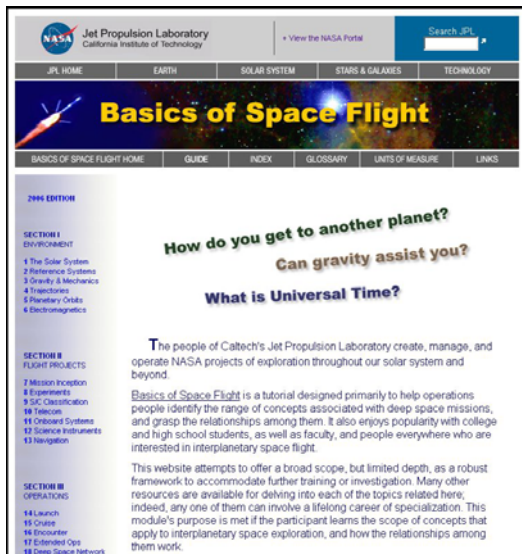 NASA
Jet Propulsion Laboratory
California Institute of Technology
+ View the NASA Portal
Search JPL
JPL HOME
EARTH
SOLAR SYSTEM
STARS & GALAXIES
TECHNOLOGY
Basics of Space Flight
BASICS OF SPACE FLIGHT HOME
GUIDE
INDEX
GLOSSARY
UNITS OF MEASURE
LINKS
2006 EDITION
SECTION I
ENVIRONMENT
1 The Solar System
2 Reference Systems
3 Gravity & Mechanics
4 Trajectories
5 Planetary Orbits
6 Electromagnetics
SECTION II
FLIGHT PROJECTS
7 Mission Inception
8 Experiments
9 S/C Classification
10 Telecom
11 Onboard Systems
12 Science Instruments
13 Navigation
SECTION III
OPERATIONS
14 Launch
15 Cruise
16 Encounter
17 Extended Ops
18 Deep Space Network
How do you get to another planet?
Can gravity assist you?
What is Universal Time?
The people of Caltech's Jet Propulsion Laboratory create, manage, and
operate NASA projects of exploration throughout our solar system and
beyond.
Basics of Space Flight is a tutorial designed primarily to help operations
people identify the range of concepts associated with deep space missions,
and grasp the relationships among them. It also enjoys popularity with college
and high school students, as well as faculty, and people everywhere who are
interested in interplanetary space flight.
This website attempts to offer a broad scope, but limited depth, as a robust
framework to accommodate further training or investigation. Many other
resources are available for delving into each of the topics related here;
indeed, any one of them can involve a lifelong career of specialization. This
module's purpose is met if the participant learns the scope of concepts that
apply to interplanetary space exploration, and how the relationships among
them work.